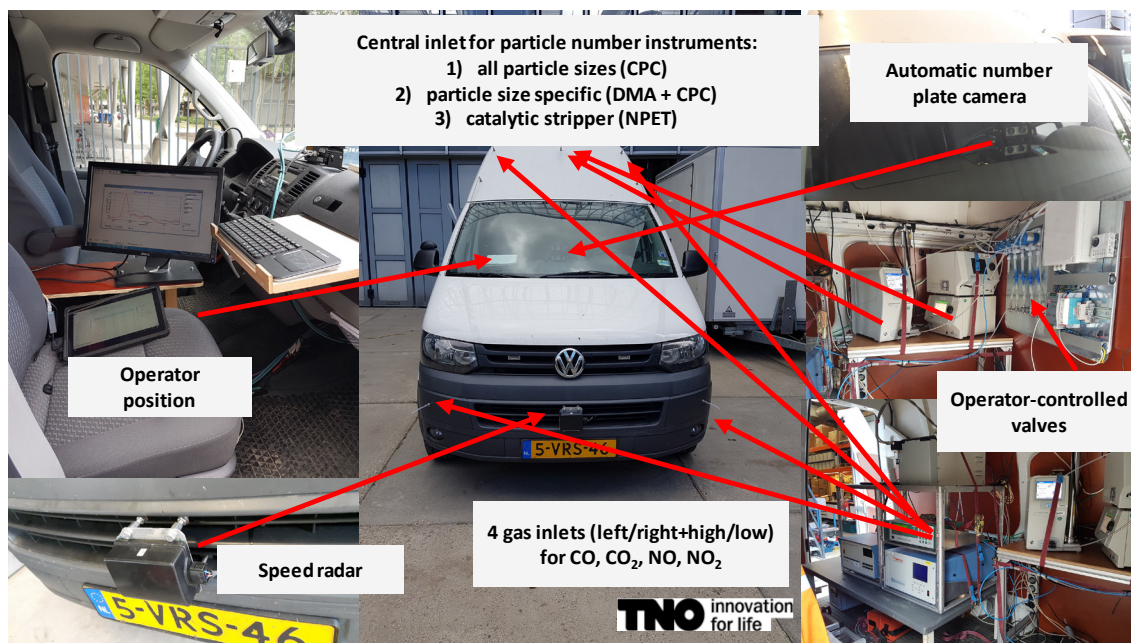 Central inlet for particle number instruments:
1) all particle sizes (CPC)
2) particle size specific (DMA + CPC)
3) catalytic stripper (NPET)
Automatic number
plate camera
Operator
position
Operator-controlled
valves
5-VRS-46
NL
4 gas inlets (left/right+high/low)
for CO, CO₂, NO, NO₂
Speed radar
NL
5-VRS-46
TNO innovation
for life